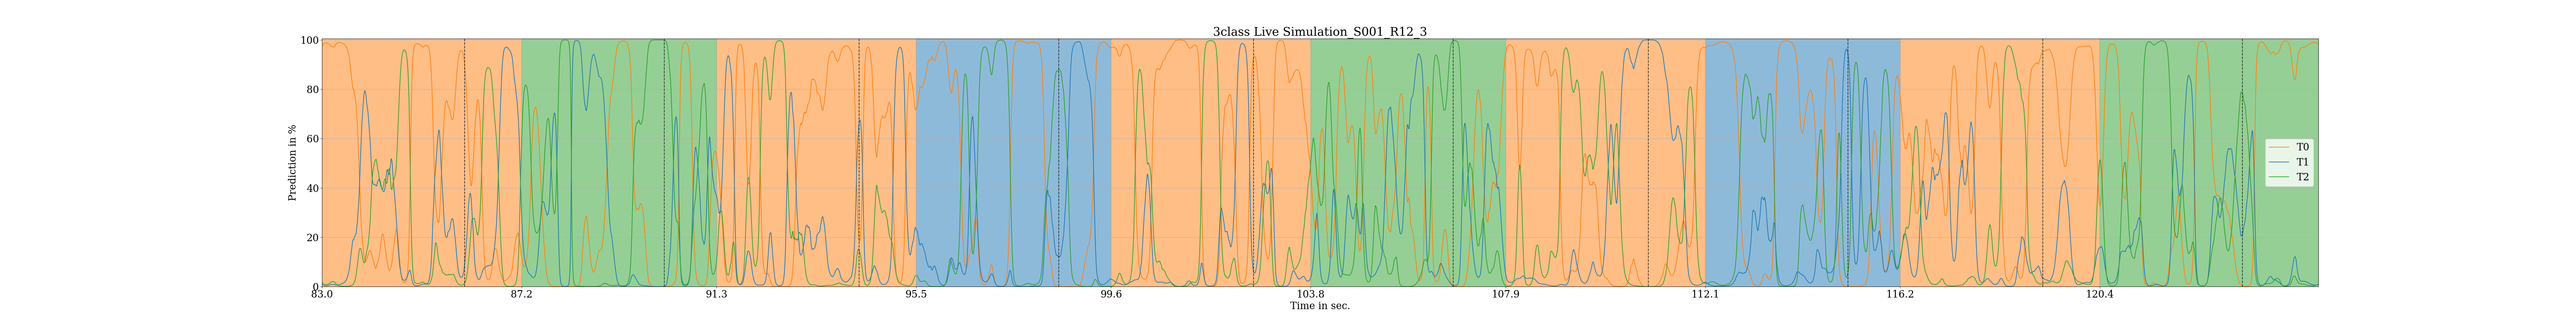 3class Live Simulation_S001_R12_3
Prediction in %
100
80
60
40
20
0
T0
T1
T2
83.0 87.2 91.3 95.5 99.6 103.8 107.9 112.1 116.2 120.4
Time in sec.